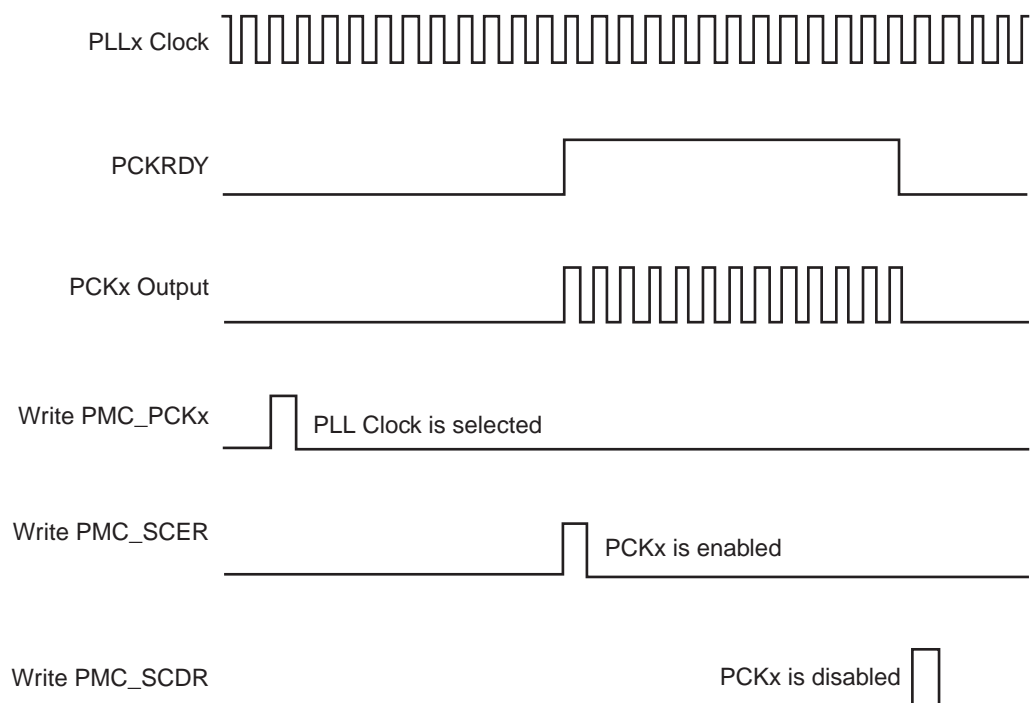 PLLx Clock
PCKRDY
PCKx Output
Write PMC_PCKx
PLL Clock is selected
Write PMC_SCER
PCKx is enabled
Write PMC_SCDR
PCKx is disabled